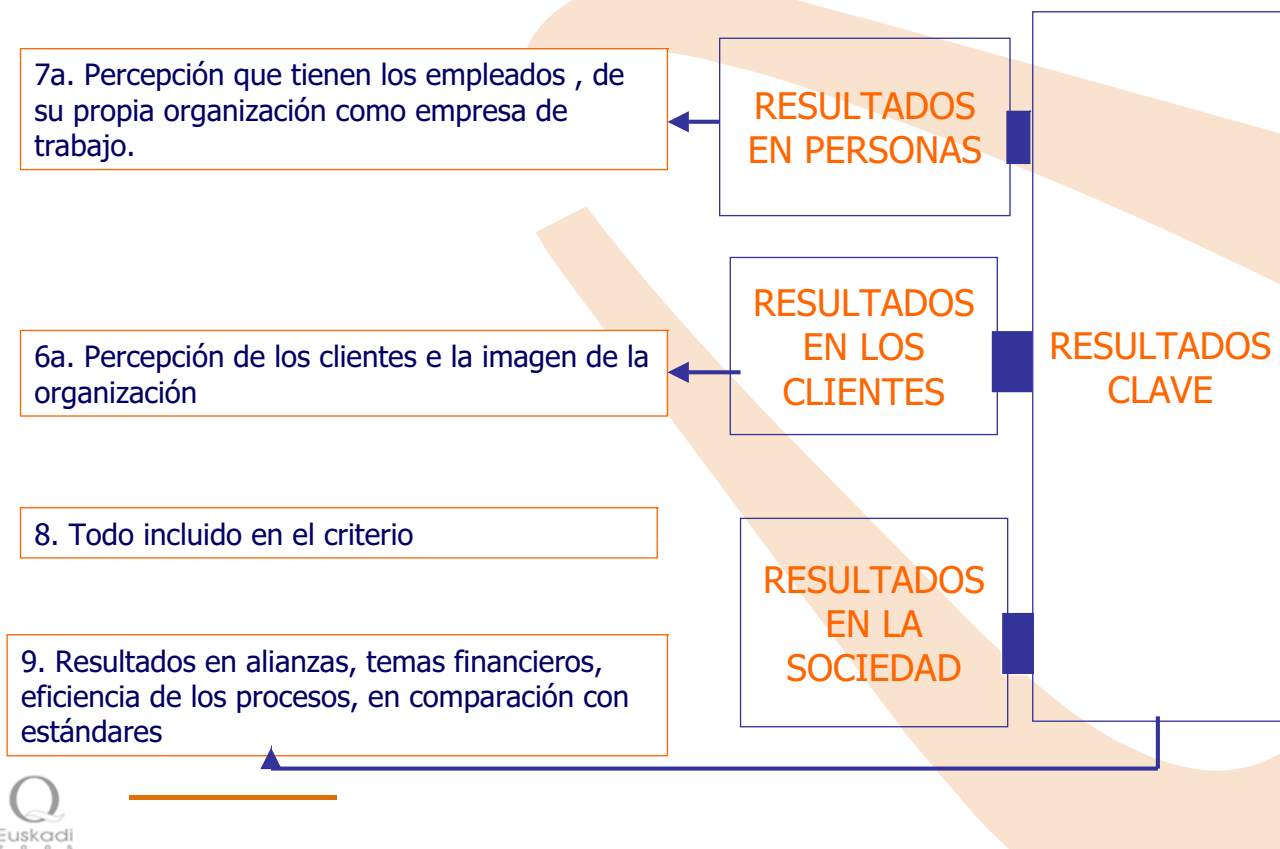 7a. Percepción que tienen los empleados , de
su propia organización como empresa de
trabajo.
RESULTADOS
EN PERSONAS
6a. Percepción de los clientes e la imagen de la
organización
RESULTADOS
EN LOS
CLIENTES
RESULTADOS
CLAVE
8. Todo incluido en el criterio
RESULTADOS
EN LA
SOCIEDAD
9. Resultados en alianzas, temas financieros,
eficiencia de los procesos, en comparación con
estándares
Euskadi